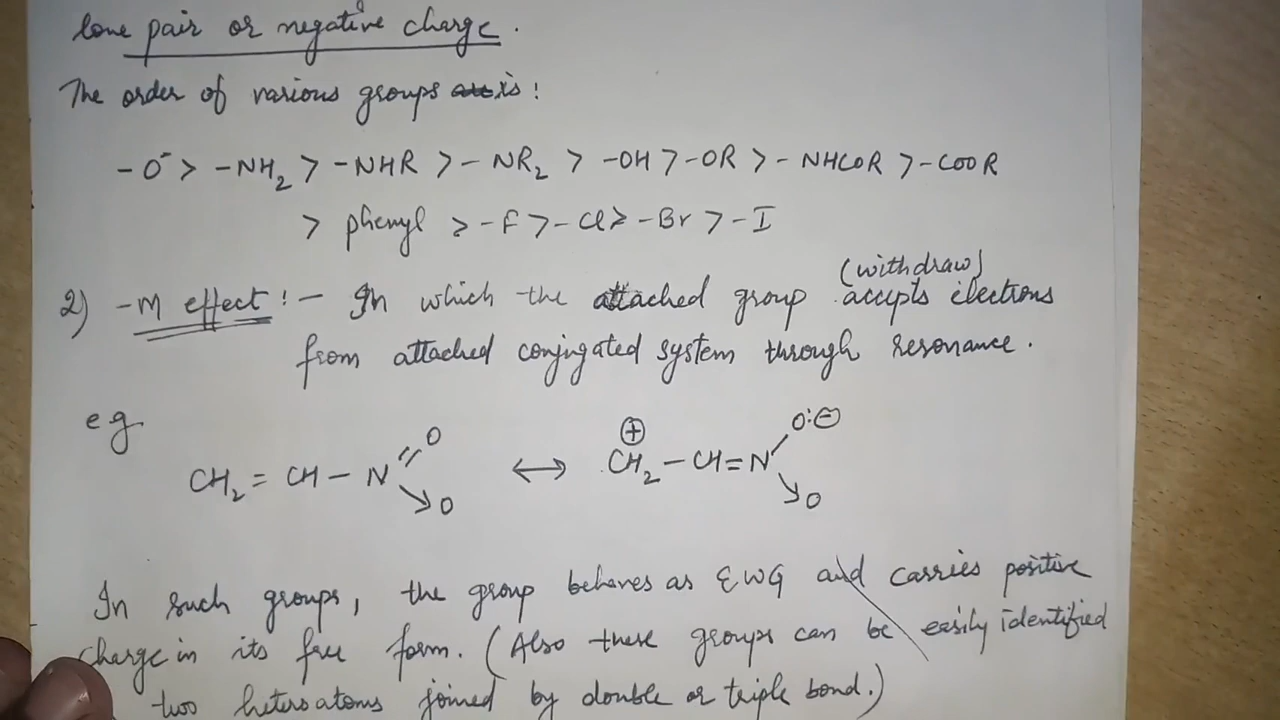 lone pair or negative charge.
The order of various groups is:
-O⁻ > -NH₂ > -NHR > -NR₂ > -OH > -OR > -NHCOR > -COOR
> phenyl > -F > -Cl > -Br > -I
(withdraw)
2) -M effect :- In which the attached group accepts electrons
from attached conjugated system through resonance.
eg
CH₂ = CH - N =O →O ↔ ⊕CH₂ - CH = N -O:⊖ →O
In such groups, the group behaves as EWG and carries positive
charge in its free form. (Also these groups can be easily identified
two heteroatoms joined by double or triple bond.)